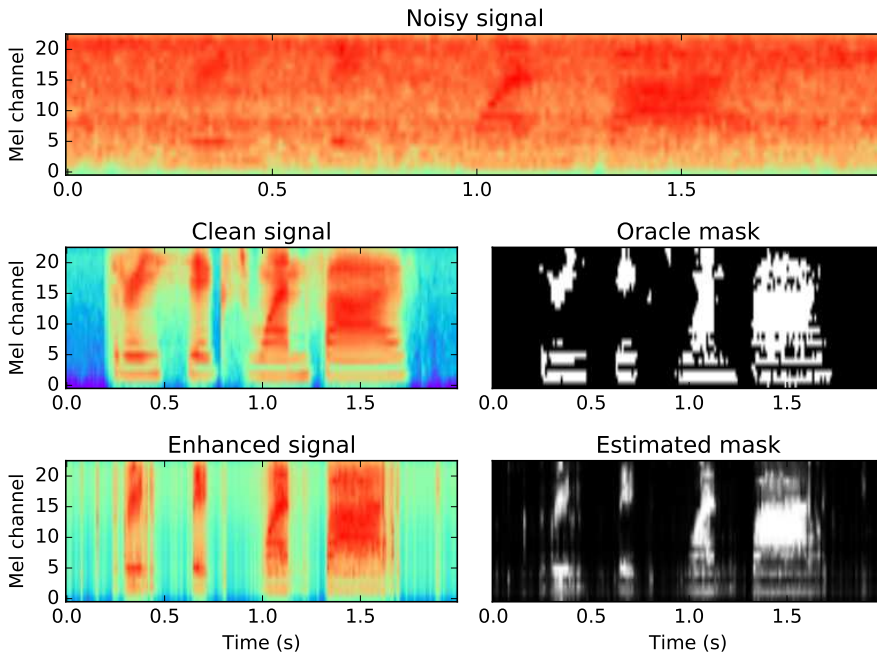 Noisy signal
Mel channel
20
15
10
5
0
0.0 0.5 1.0 1.5
Clean signal
Mel channel
20
15
10
5
0
0.0 0.5 1.0 1.5
Oracle mask
0.0 0.5 1.0 1.5
Enhanced signal
Mel channel
20
15
10
5
0
0.0 0.5 1.0 1.5
Time (s)
Estimated mask
0.0 0.5 1.0 1.5
Time (s)